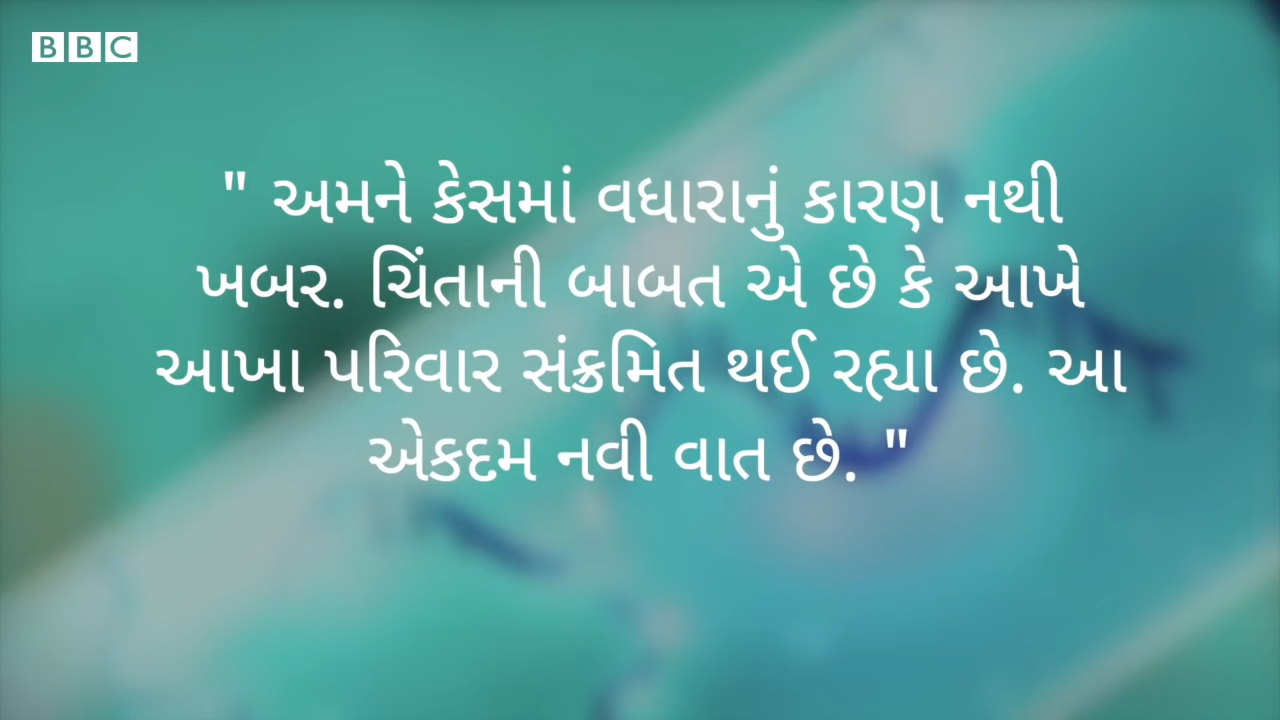 BBC
" અમને કેસમાં વધારાનું કારણ નથી
ખબર. ચિંતાની બાબત એ છે કે આખે
આખા પરિવાર સંક્રમિત થઈ રહ્યા છે. આ
એકદમ નવી વાત છે. "